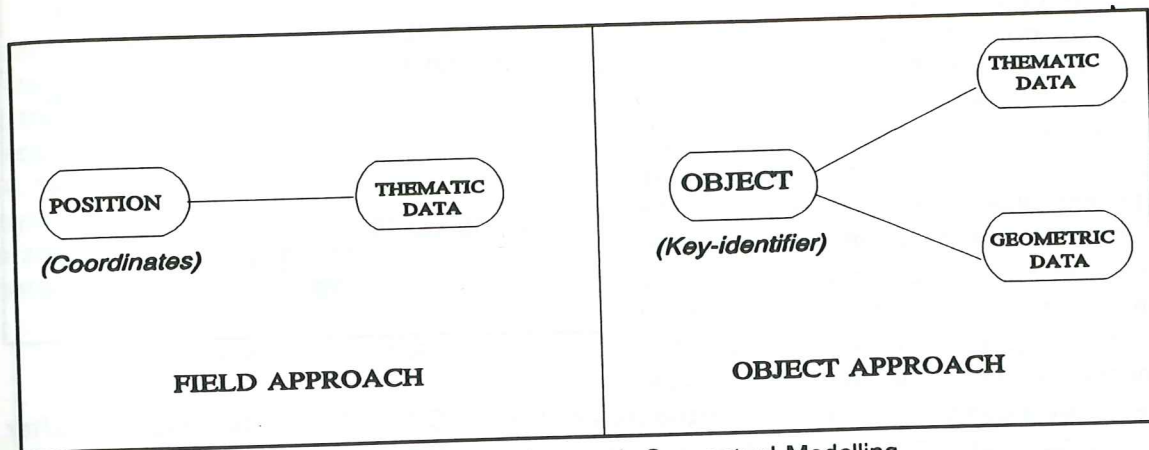 POSITION
(Coordinates)
THEMATIC
DATA
FIELD APPROACH
OBJECT
(Key-identifier)
THEMATIC
DATA
GEOMETRIC
DATA
OBJECT APPROACH
Conceptual Modelling